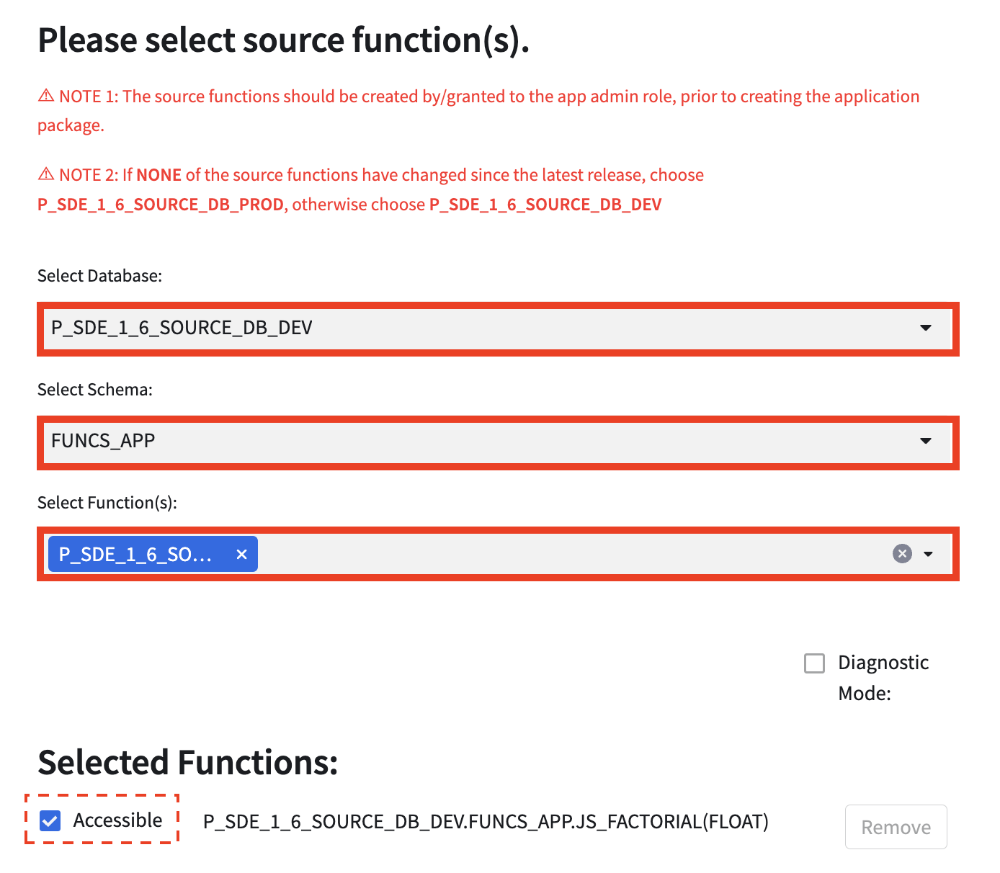 Please select source function(s).
⚠ NOTE 1: The source functions should be created by/granted to the app admin role, prior to creating the application
package.
⚠ NOTE 2: If NONE of the source functions have changed since the latest release, choose
P_SDE_1_6_SOURCE_DB_PROD, otherwise choose P_SDE_1_6_SOURCE_DB_DEV
Select Database:
P_SDE_1_6_SOURCE_DB_DEV
Select Schema:
FUNCS_APP
Select Function(s):
P_SDE_1_6_SO...
Diagnostic
Mode:
Selected Functions:
Accessible P_SDE_1_6_SOURCE_DB_DEV.FUNCS_APP.JS_FACTORIAL(FLOAT) Remove